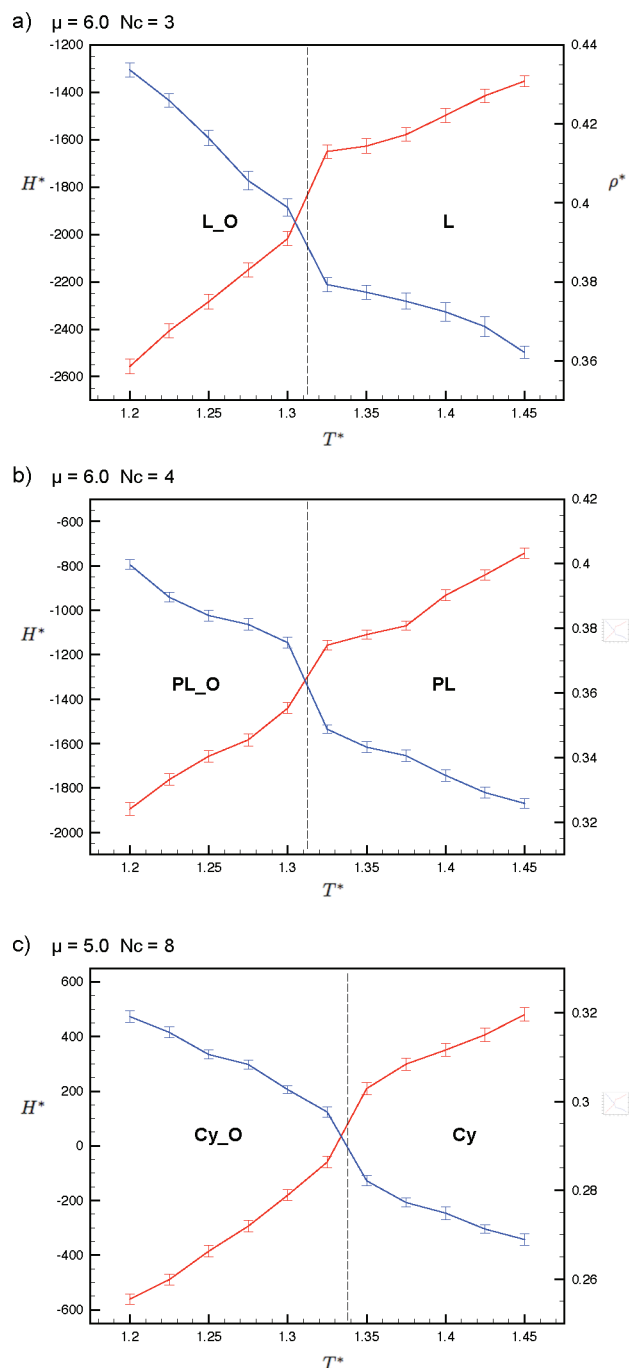 a) μ = 6.0 Nc = 3
-1200
-1400
-1600
-1800
-2000
-2200
-2400
-2600
H*
0.44
0.42
0.4
0.38
0.36
ρ*
L_O
L
1.2 1.25 1.3 1.35 1.4 1.45
T*
b) μ = 6.0 Nc = 4
-600
-800
-1000
-1200
-1400
-1600
-1800
-2000
H*
0.42
0.4
0.38
0.36
0.34
0.32
PL_O
PL
1.2 1.25 1.3 1.35 1.4 1.45
T*
c) μ = 5.0 Nc = 8
600
400
200
0
-200
-400
-600
H*
0.32
0.3
0.28
0.26
Cy_O
Cy
1.2 1.25 1.3 1.35 1.4 1.45
T*